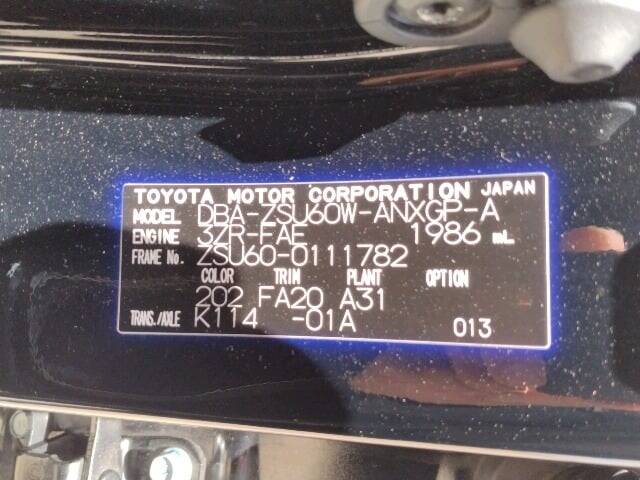 TOYOTA MOTOR CORPORATION JAPAN
MODEL DBA-ZSU60W-ANXGP-A
ENGINE 3ZR-FAE 1986 mL
FRAME No. ZSU60-0111782
COLOR TRIM PLANT OPTION
202 FA20 A31
TRANS./AXLE K114 -01A 013